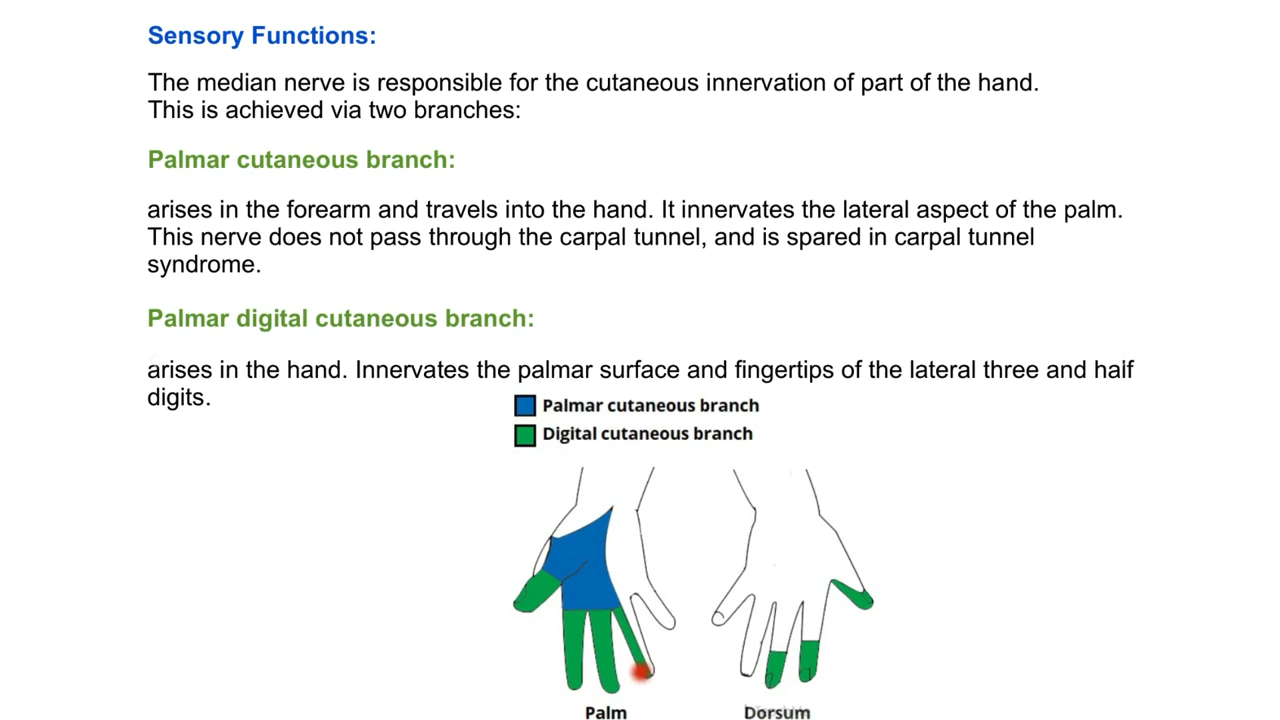 Sensory Functions:
The median nerve is responsible for the cutaneous innervation of part of the hand.
This is achieved via two branches:
Palmar cutaneous branch:
arises in the forearm and travels into the hand. It innervates the lateral aspect of the palm.
This nerve does not pass through the carpal tunnel, and is spared in carpal tunnel
syndrome.
Palmar digital cutaneous branch:
arises in the hand. Innervates the palmar surface and fingertips of the lateral three and half
digits.
Palmar cutaneous branch
Digital cutaneous branch
Palm
Dorsum